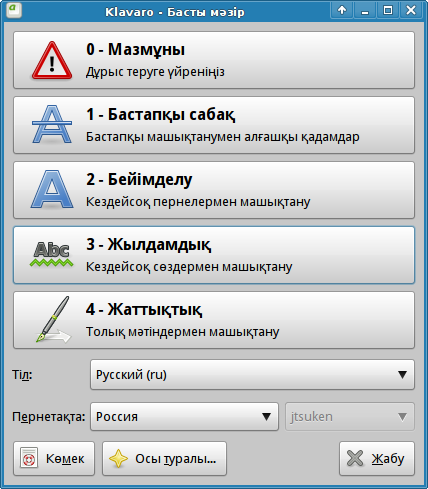 Klavaro - Басты мәзір
0 - Мазмұны
Дұрыс теруге үйреніңіз
1 - Бастапқы сабақ
Бастапқы машықтанумен алғашқы қадамдар
2 - Бейімделу
Кездейсоқ пернелермен машықтану
3 - Жылдамдық
Кездейсоқ сөздермен машықтану
4 - Жаттықтық
Толық мәтіндермен машықтану
Тіл: Русский (ru)
Пернетақта: Россия jtsuken
Көмек Осы туралы... Жабу